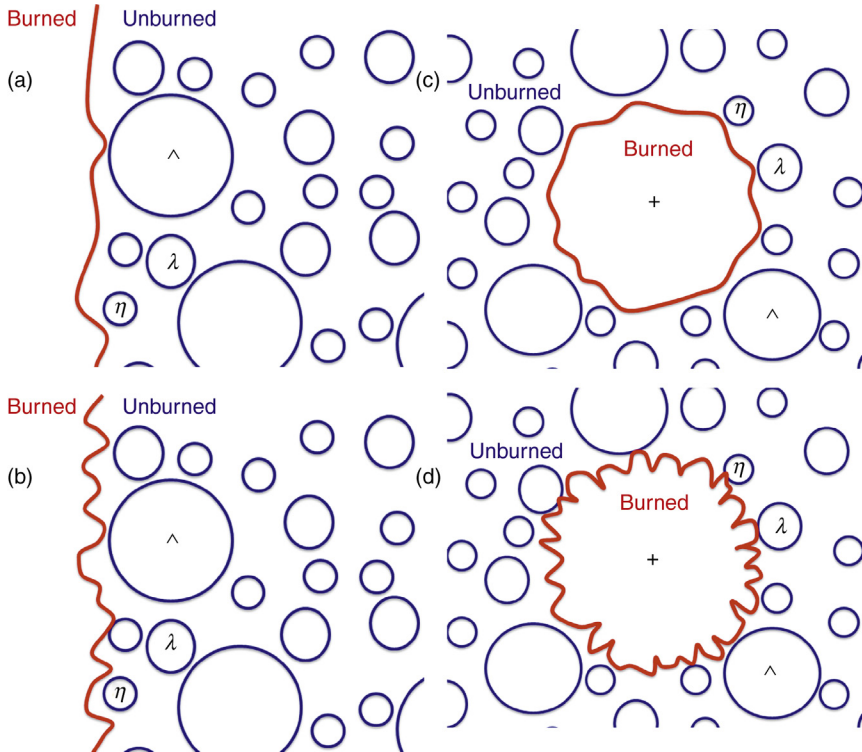 Burned Unburned
(a)
^
λ
η
(c)
Unburned
η
Burned
λ
+
^
Burned Unburned
(b)
^
λ
η
(d)
Unburned
η
Burned
λ
+
^